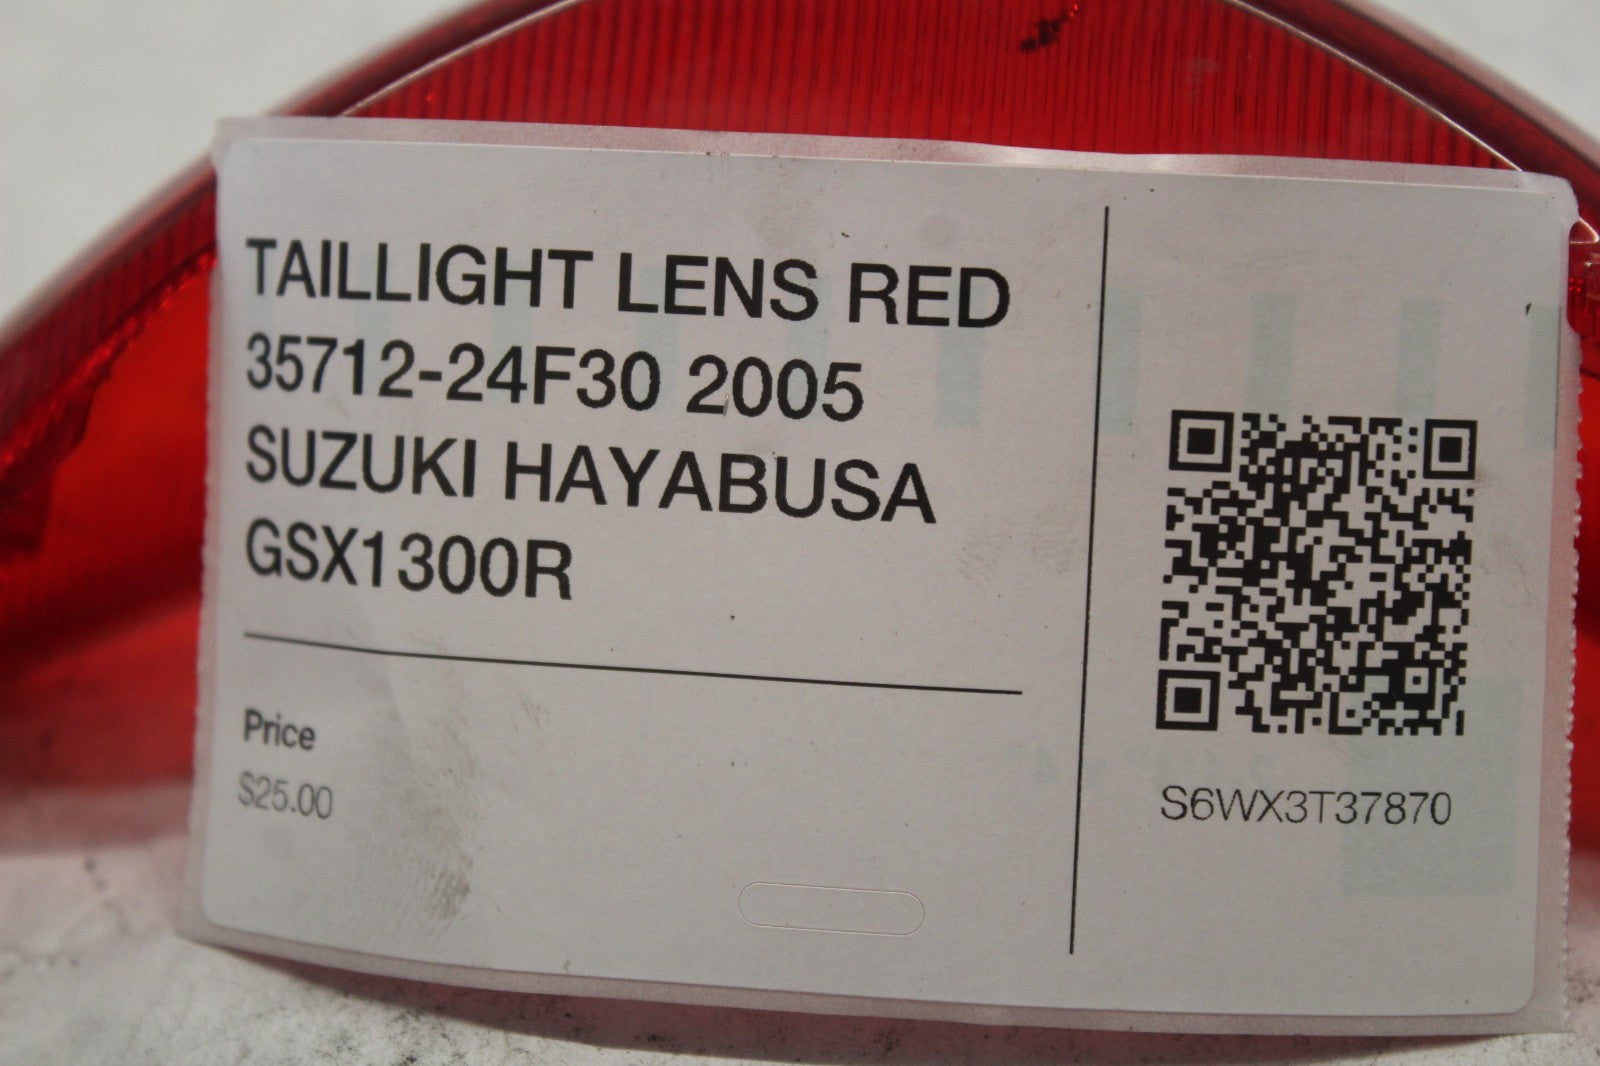 TAILLIGHT LENS RED
35712-24F30 2005
SUZUKI HAYABUSA
GSX1300R
Price
$25.00
S6WX3T37870